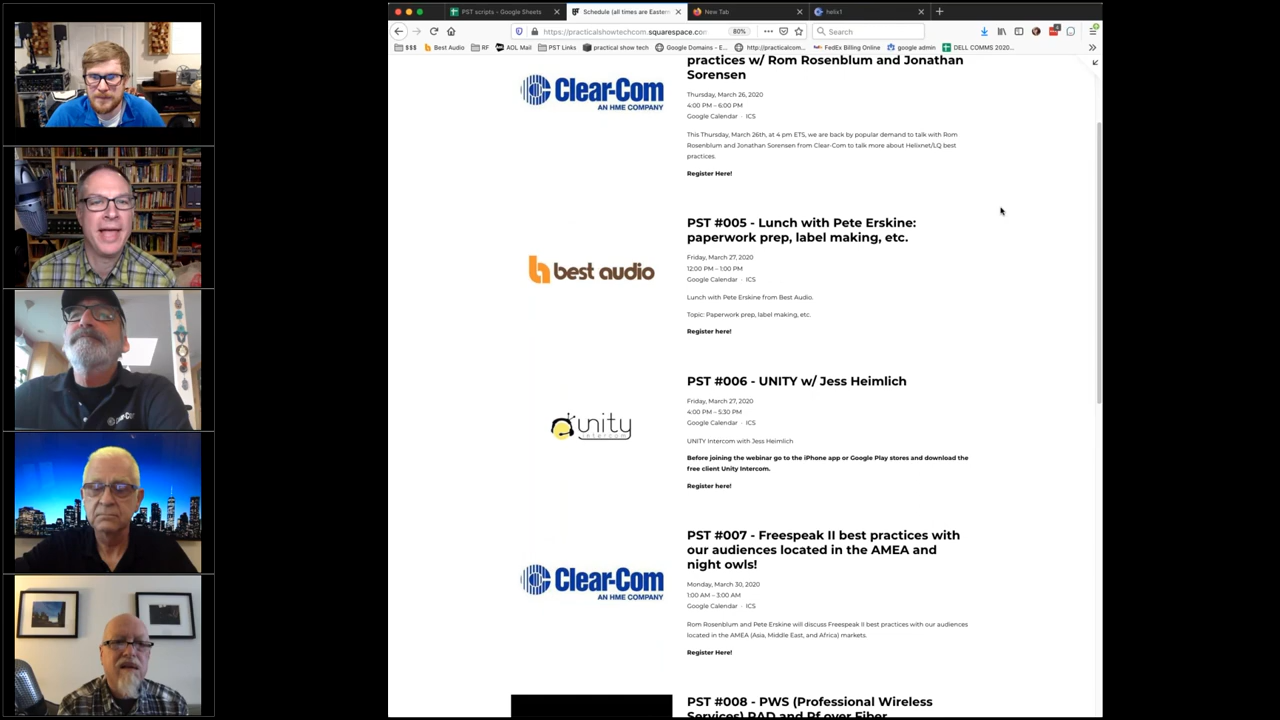 PST scripts - Google Sheets
Schedule (all times are Eastern
New Tab
helix1
https://practicalshowtechcom.squarespace.con
80%
Search
$$$
Best Audio
RF
AOL Mail
PST Links
practical show tech
Google Domains - E...
http://practicalcom...
FedEx Billing Online
google admin
DELL COMMS 2020...
practices w/ Rom Rosenblum and Jonathan
Sorensen
Clear-Com
AN HME COMPANY
Thursday, March 26, 2020
4:00 PM – 6:00 PM
Google Calendar · ICS
This Thursday, March 26th, at 4 pm ETS, we are back by popular demand to talk with Rom
Rosenblum and Jonathan Sorensen from Clear-Com to talk more about Helixnet/LQ best
practices.
Register Here!
PST #005 - Lunch with Pete Erskine:
paperwork prep, label making, etc.
best audio
Friday, March 27, 2020
12:00 PM – 1:00 PM
Google Calendar · ICS
Lunch with Pete Erskine from Best Audio.
Topic: Paperwork prep, label making, etc.
Register here!
PST #006 - UNITY w/ Jess Heimlich
unity
intercom
Friday, March 27, 2020
4:00 PM – 5:30 PM
Google Calendar · ICS
UNITY Intercom with Jess Heimlich
Before joining the webinar go to the iPhone app or Google Play stores and download the
free client Unity Intercom.
Register here!
PST #007 - Freespeak II best practices with
our audiences located in the AMEA and
night owls!
Clear-Com
AN HME COMPANY
Monday, March 30, 2020
1:00 AM – 3:00 AM
Google Calendar · ICS
Rom Rosenblum and Pete Erskine will discuss Freespeak II best practices with our audiences
located in the AMEA (Asia, Middle East, and Africa) markets.
Register Here!
PST #008 - PWS (Professional Wireless
Services) RAD and Rf over Fiber